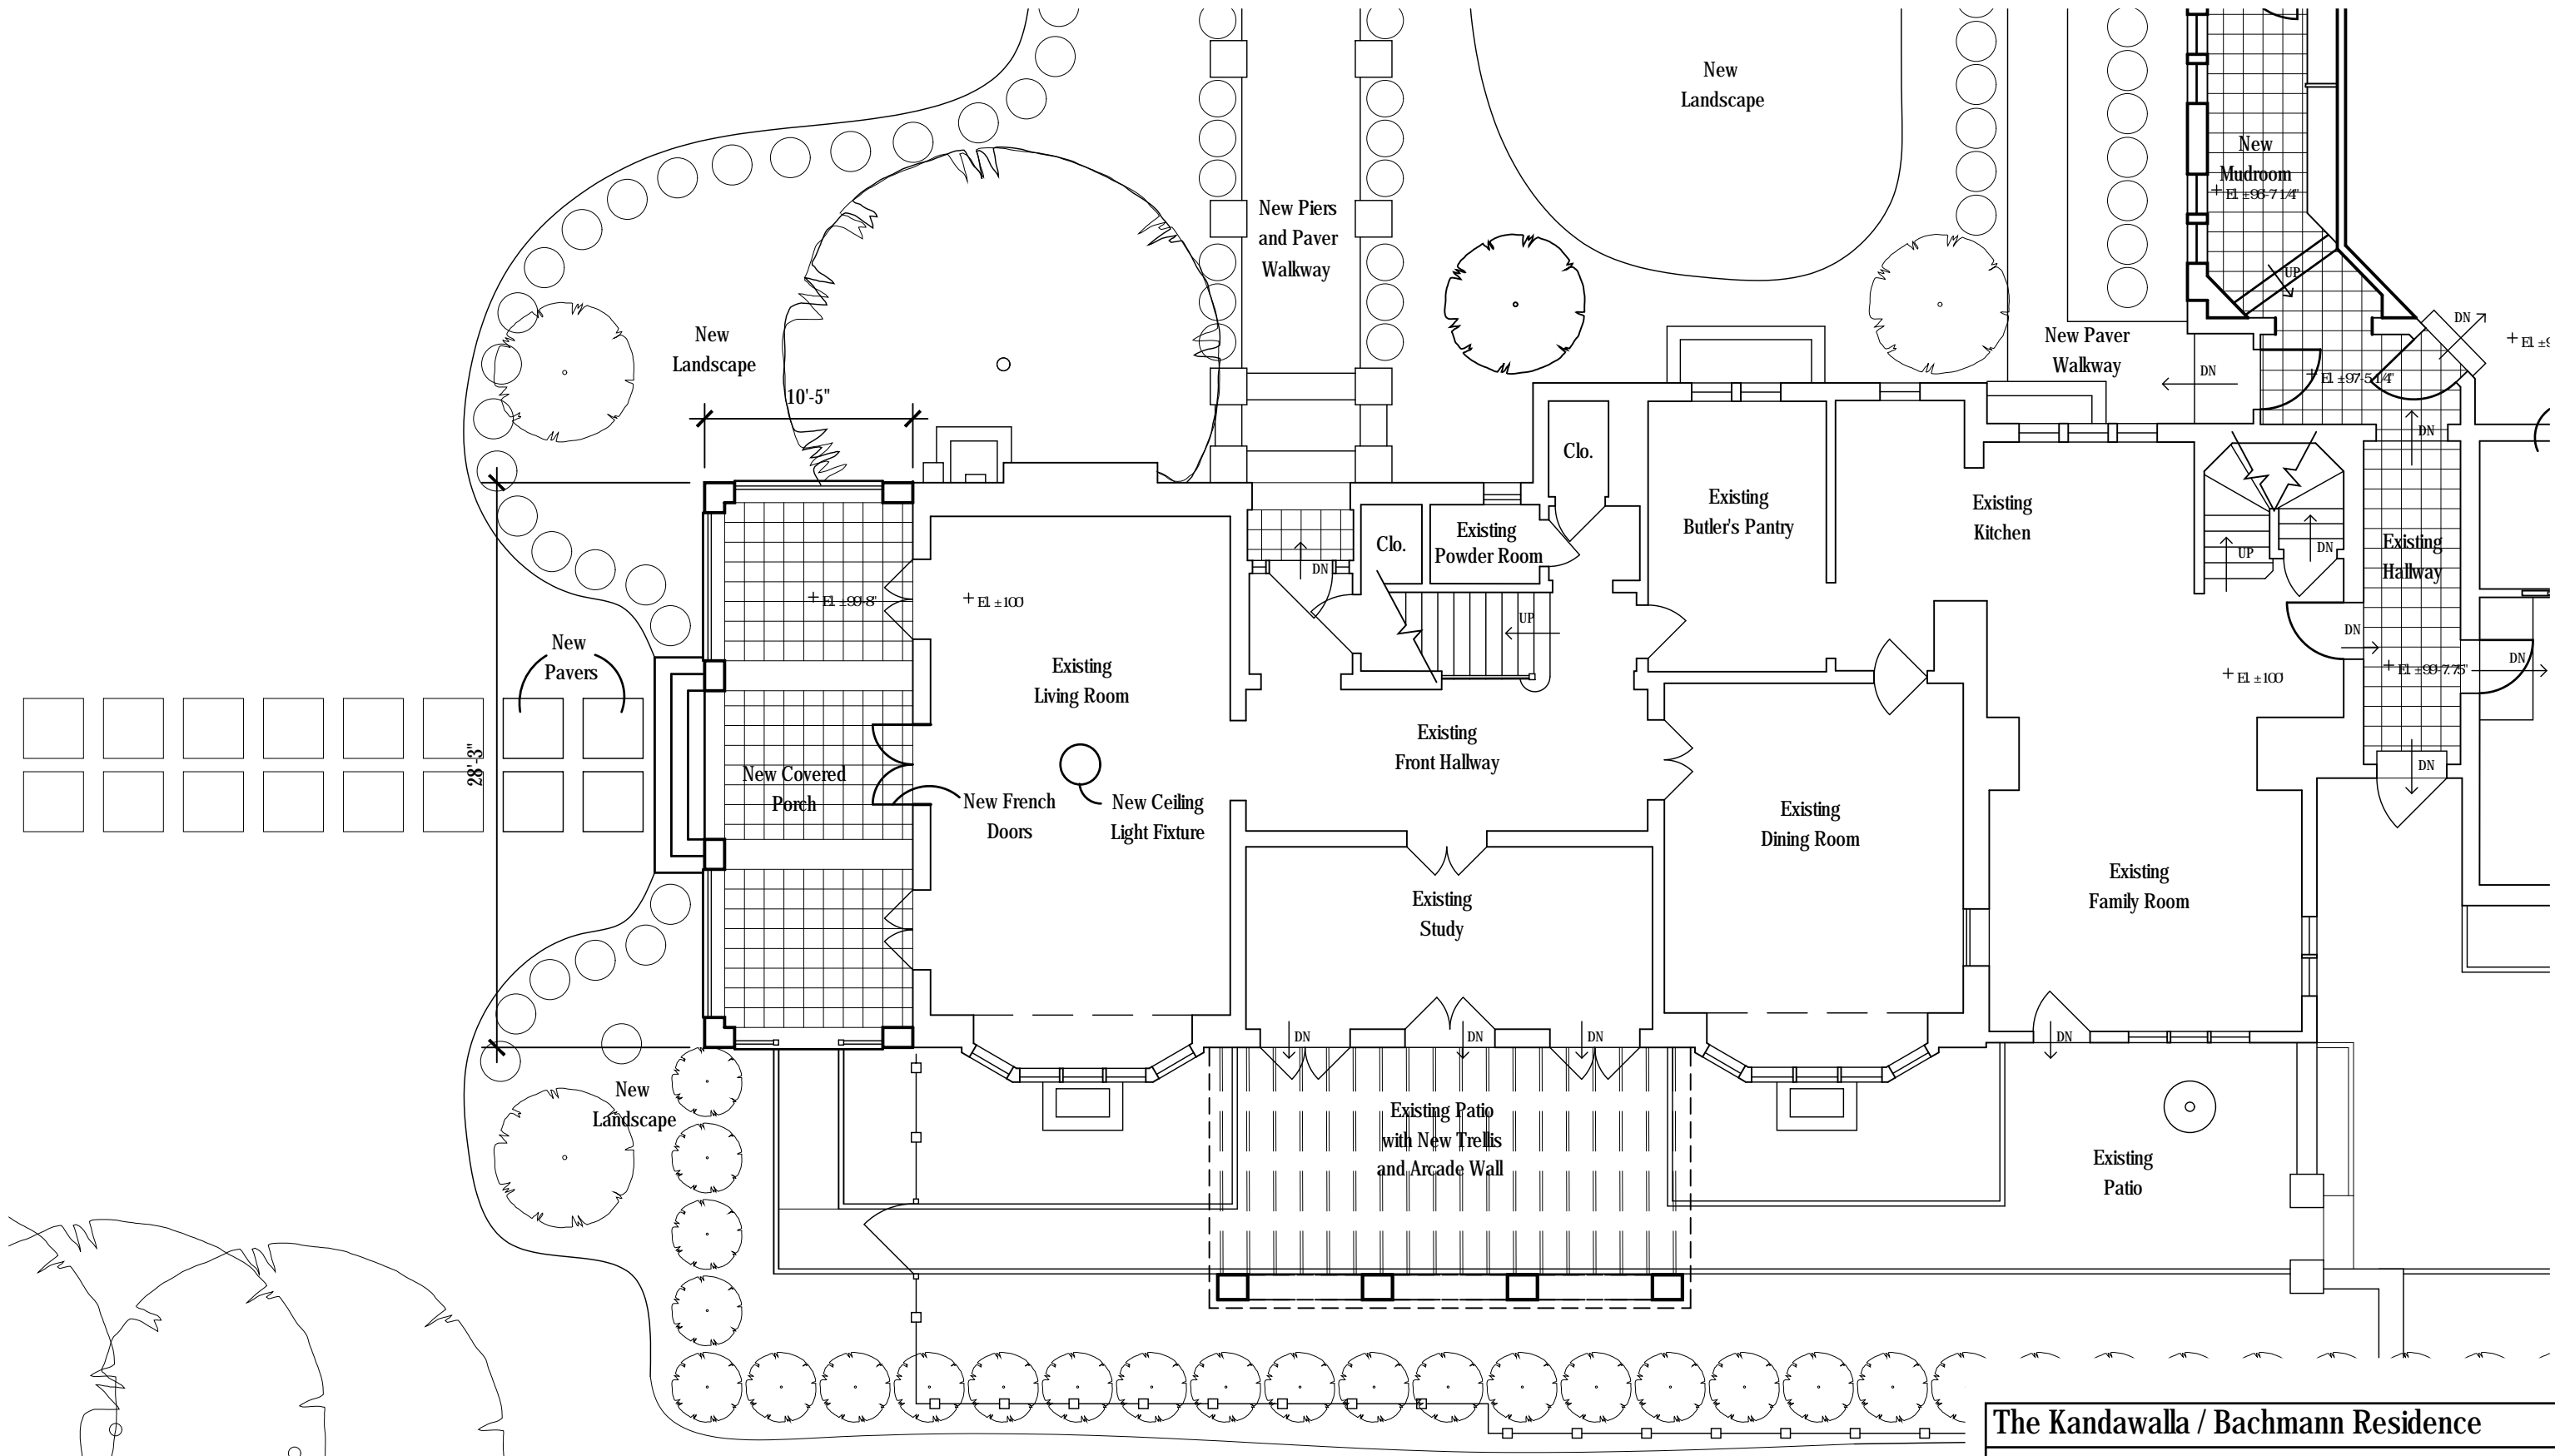 New
Landscape
New
Mudroom
+ El. ±96'-7 1/4"
New Piers
and Paver
Walkway
UP
DN
New
Landscape
New Paver
Walkway
DN
+ El. ±97'-5 1/4"
10'-5"
DN
Clo.
Existing
Butler's Pantry
Existing
Kitchen
Clo.
Existing
Powder Room
DN
UP
DN
Existing
Hallway
+ El. ±99'-8"
+ El. ±100'
UP
New
Pavers
Existing
Living Room
DN
+ El. ±100'
+ El. ±99'-7.75"
DN
Existing
Front Hallway
28'-3"
New Covered
Porch
New French
Doors
New Ceiling
Light Fixture
Existing
Dining Room
DN
Existing
Study
Existing
Family Room
DN
DN
DN
DN
New
Landscape
Existing Patio
with New Trellis
and Arcade Wall
Existing
Patio
The Kandawalla / Bachmann Residence